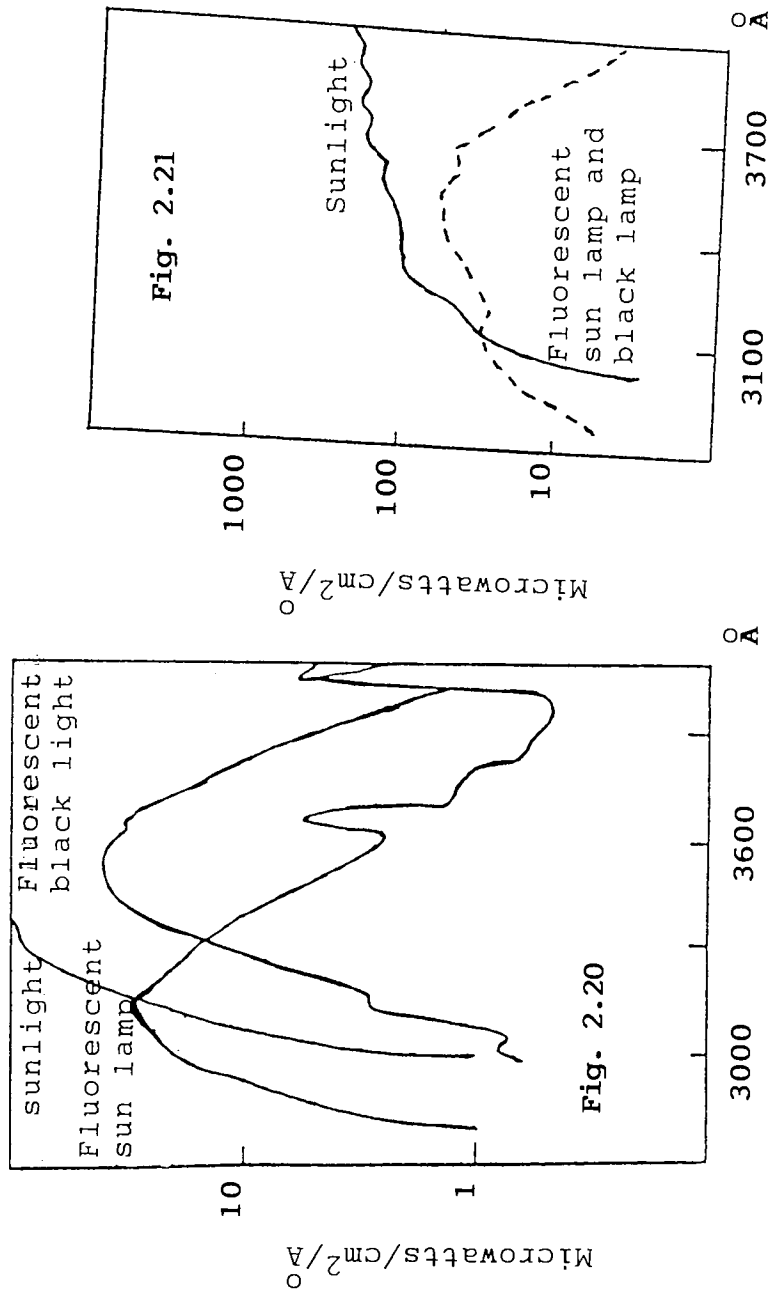 Microwatts/cm²/Å
10
1
sunlight
Fluorescent
black light
Fluorescent
sun lamp
Fig. 2.20
3000
3600
Å
Microwatts/cm²/Å
1000
100
10
Fig. 2.21
Sunlight
Fluorescent
sun lamp and
black lamp
3100
3700
Å